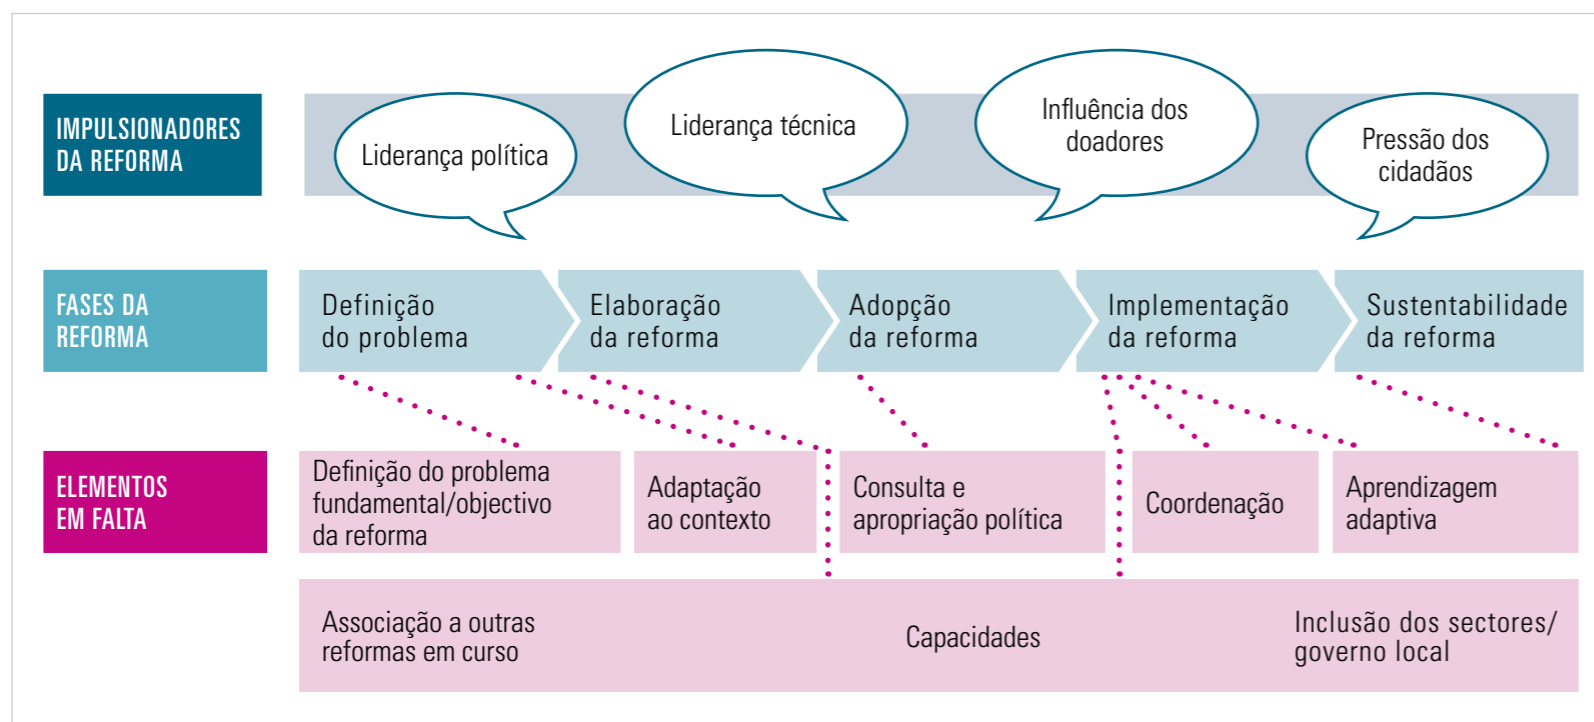 IMPULSIONADORES
DA REFORMA
Liderança política
Liderança técnica
Influência dos
doadores
Pressão dos
cidadãos
FASES DA
REFORMA
Definição
do problema
Elaboração
da reforma
Adopção
da reforma
Implementação
da reforma
Sustentabilidade
da reforma
ELEMENTOS
EM FALTA
Definição do problema
fundamental/objectivo
da reforma
Adaptação
ao contexto
Consulta e
apropriação política
Coordenação
Aprendizagem
adaptiva
Associação a outras
reformas em curso
Capacidades
Inclusão dos sectores/
governo local